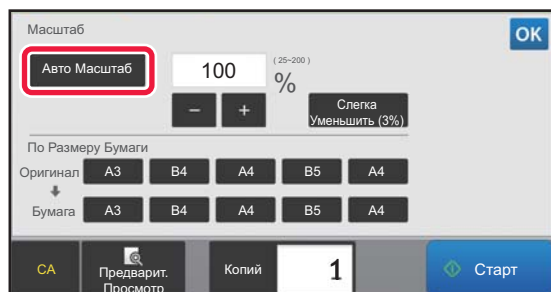 Масштаб
OK
Авто Масштаб
100
(25~200)
%
−
+
Слегка
Уменьшить (3%)
По Размеру Бумаги
Оригинал
A3
B4
A4
B5
A4
Бумага
A3
B4
A4
B5
A4
CA
Предварит.
Просмотр
Копий
1
Старт